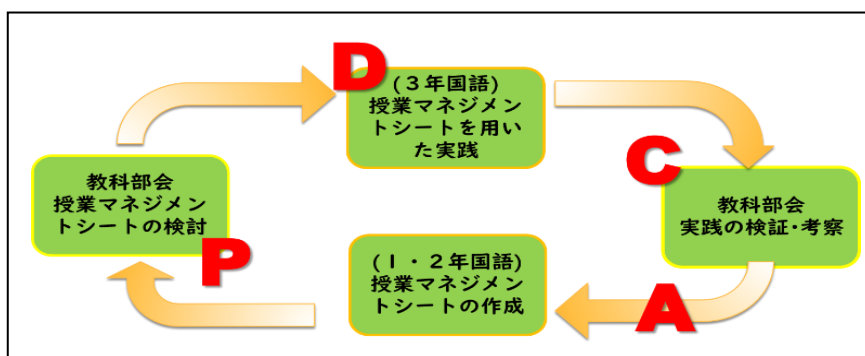 D
(３年国語)
授業マネジメン
トシートを用い
た実践
C
教科部会
実践の検証･考察
教科部会
授業マネジメン
トシートの検討
P
(１・２年国語)
授業マネジメン
トシートの作成
A